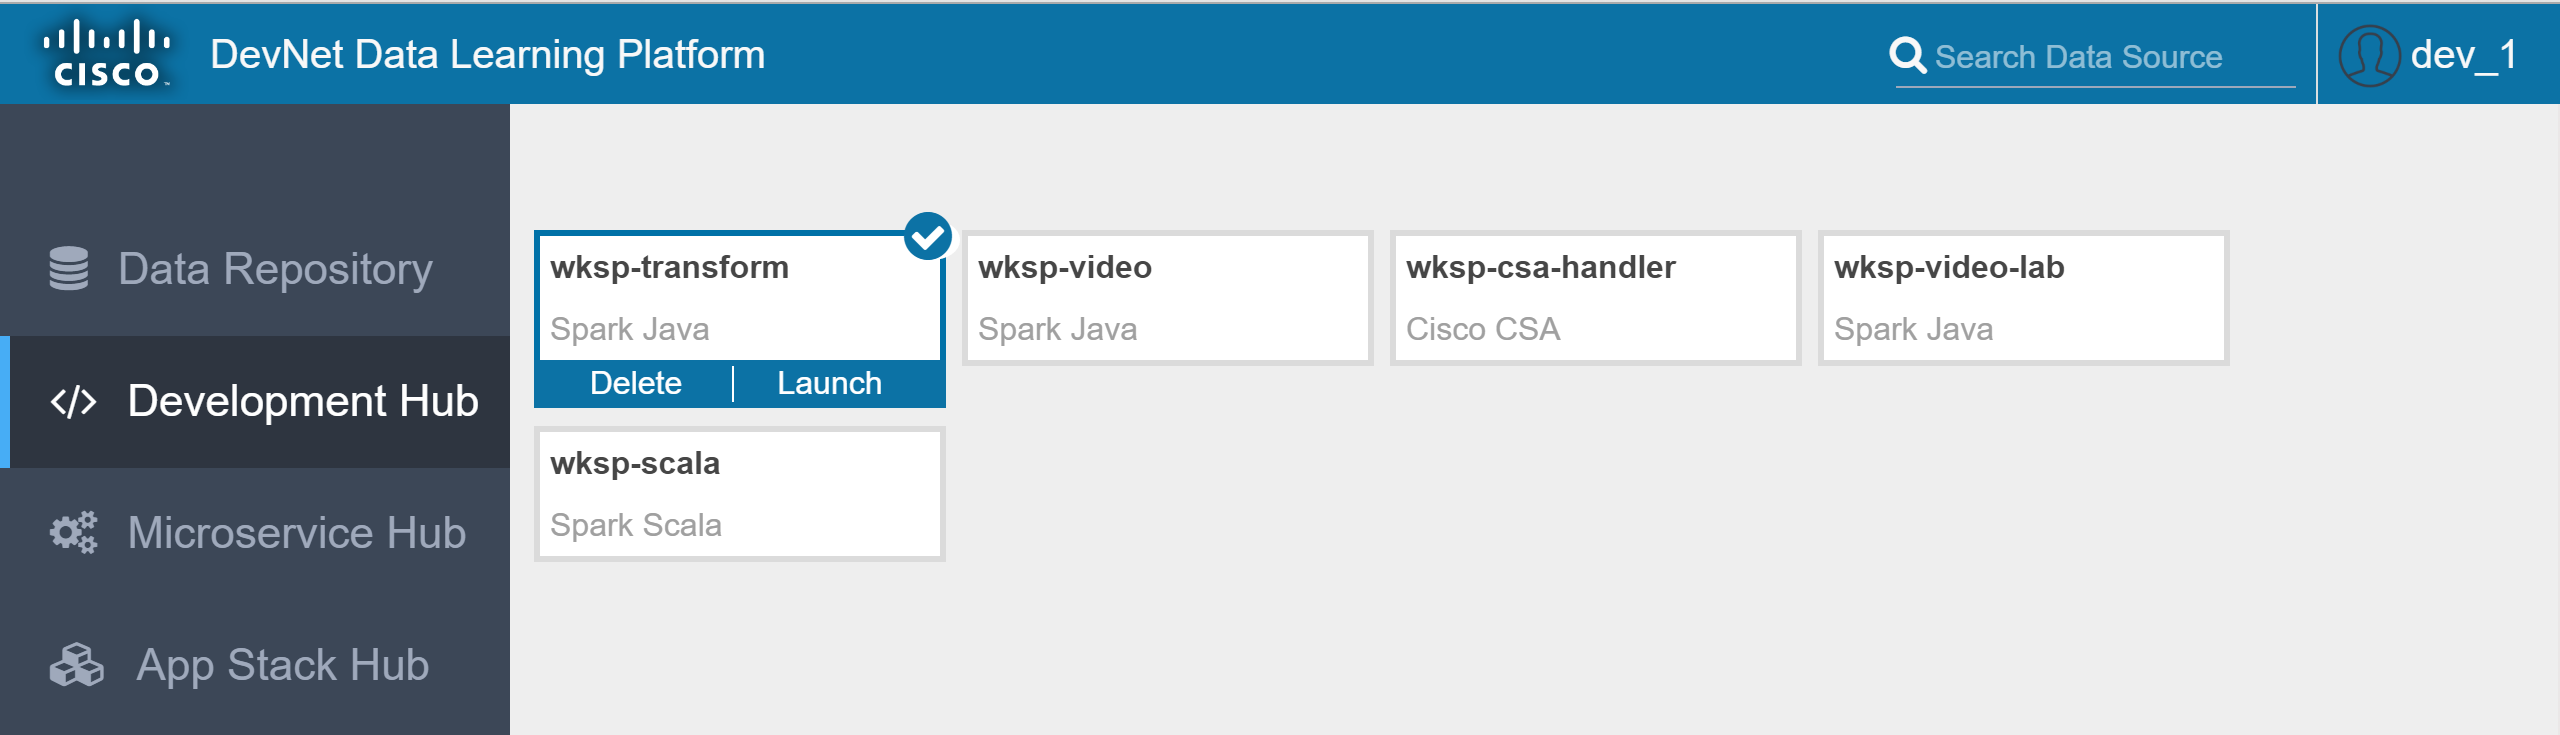 CISCO
DevNet Data Learning Platform
Search Data Source
dev_1
Data Repository
Development Hub
Microservice Hub
App Stack Hub
wksp-transform
Spark Java
Delete
Launch
wksp-video
Spark Java
wksp-csa-handler
Cisco CSA
wksp-video-lab
Spark Java
wksp-scala
Spark Scala